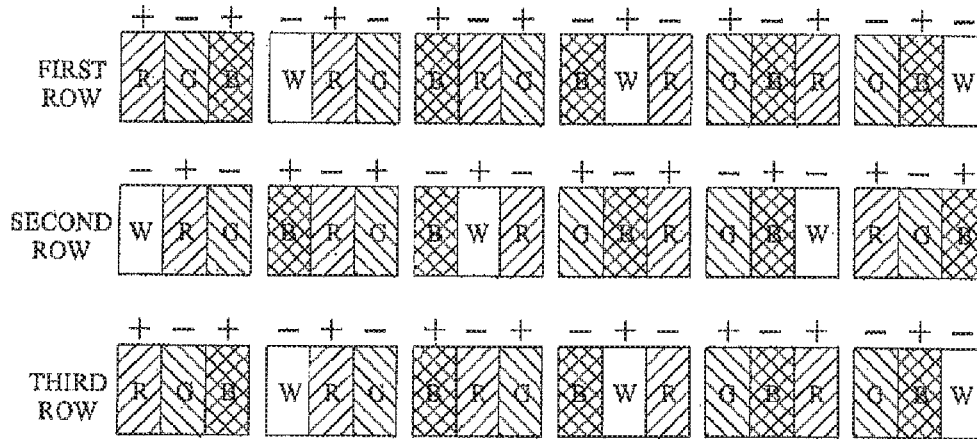 + − + − + − + − + − + − + − + − + −
FIRST ROW R G B W R G B R G B W R G B R G B W
− + − + − + − + − + − + − + − + − +
SECOND ROW W R G B R G B W R G B R G B W R G B
+ − + − + − + − + − + − + − + − + −
THIRD ROW R G B W R G B R G B W R G B R G B W